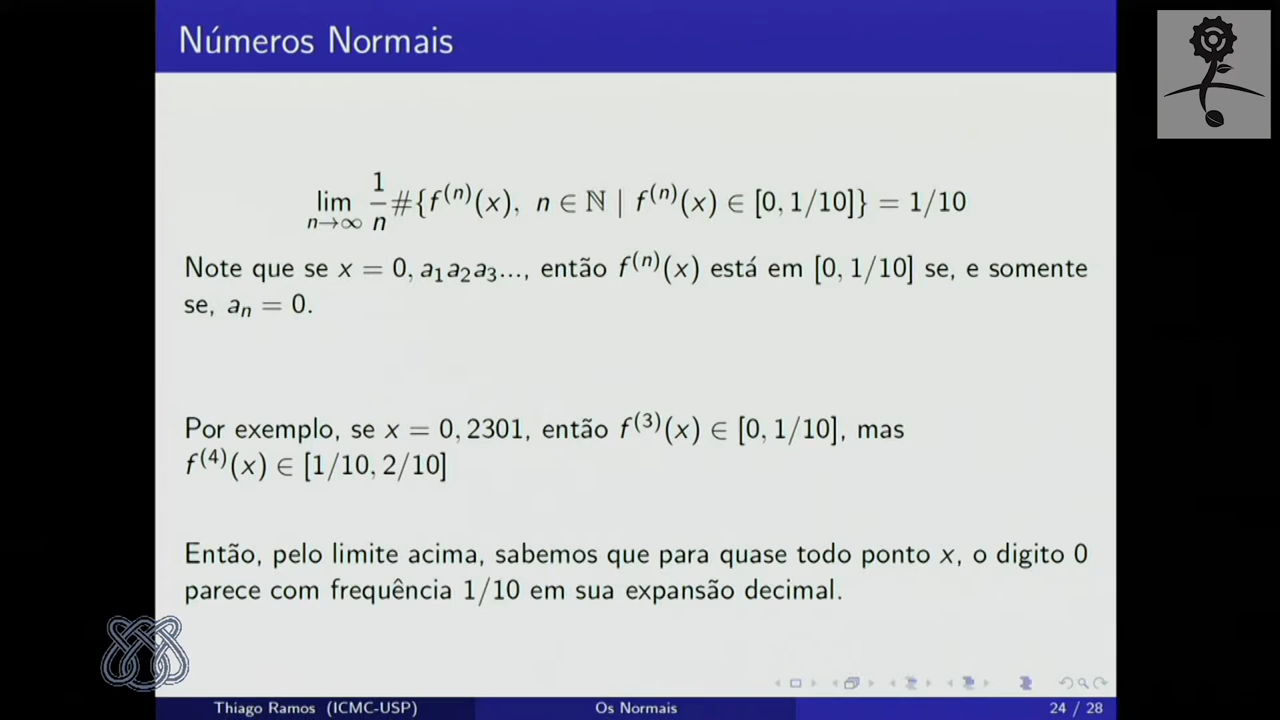 Números Normais
lim_{n→∞} 1/n #{f^{(n)}(x), n ∈ ℕ | f^{(n)}(x) ∈ [0, 1/10]} = 1/10
Note que se x = 0, a₁a₂a₃..., então f^{(n)}(x) está em [0, 1/10] se, e somente
se, aₙ = 0.
Por exemplo, se x = 0, 2301, então f^{(3)}(x) ∈ [0, 1/10], mas
f^{(4)}(x) ∈ [1/10, 2/10]
Então, pelo limite acima, sabemos que para quase todo ponto x, o digito 0
parece com frequência 1/10 em sua expansão decimal.
Thiago Ramos (ICMC-USP) Os Normais 24 / 28